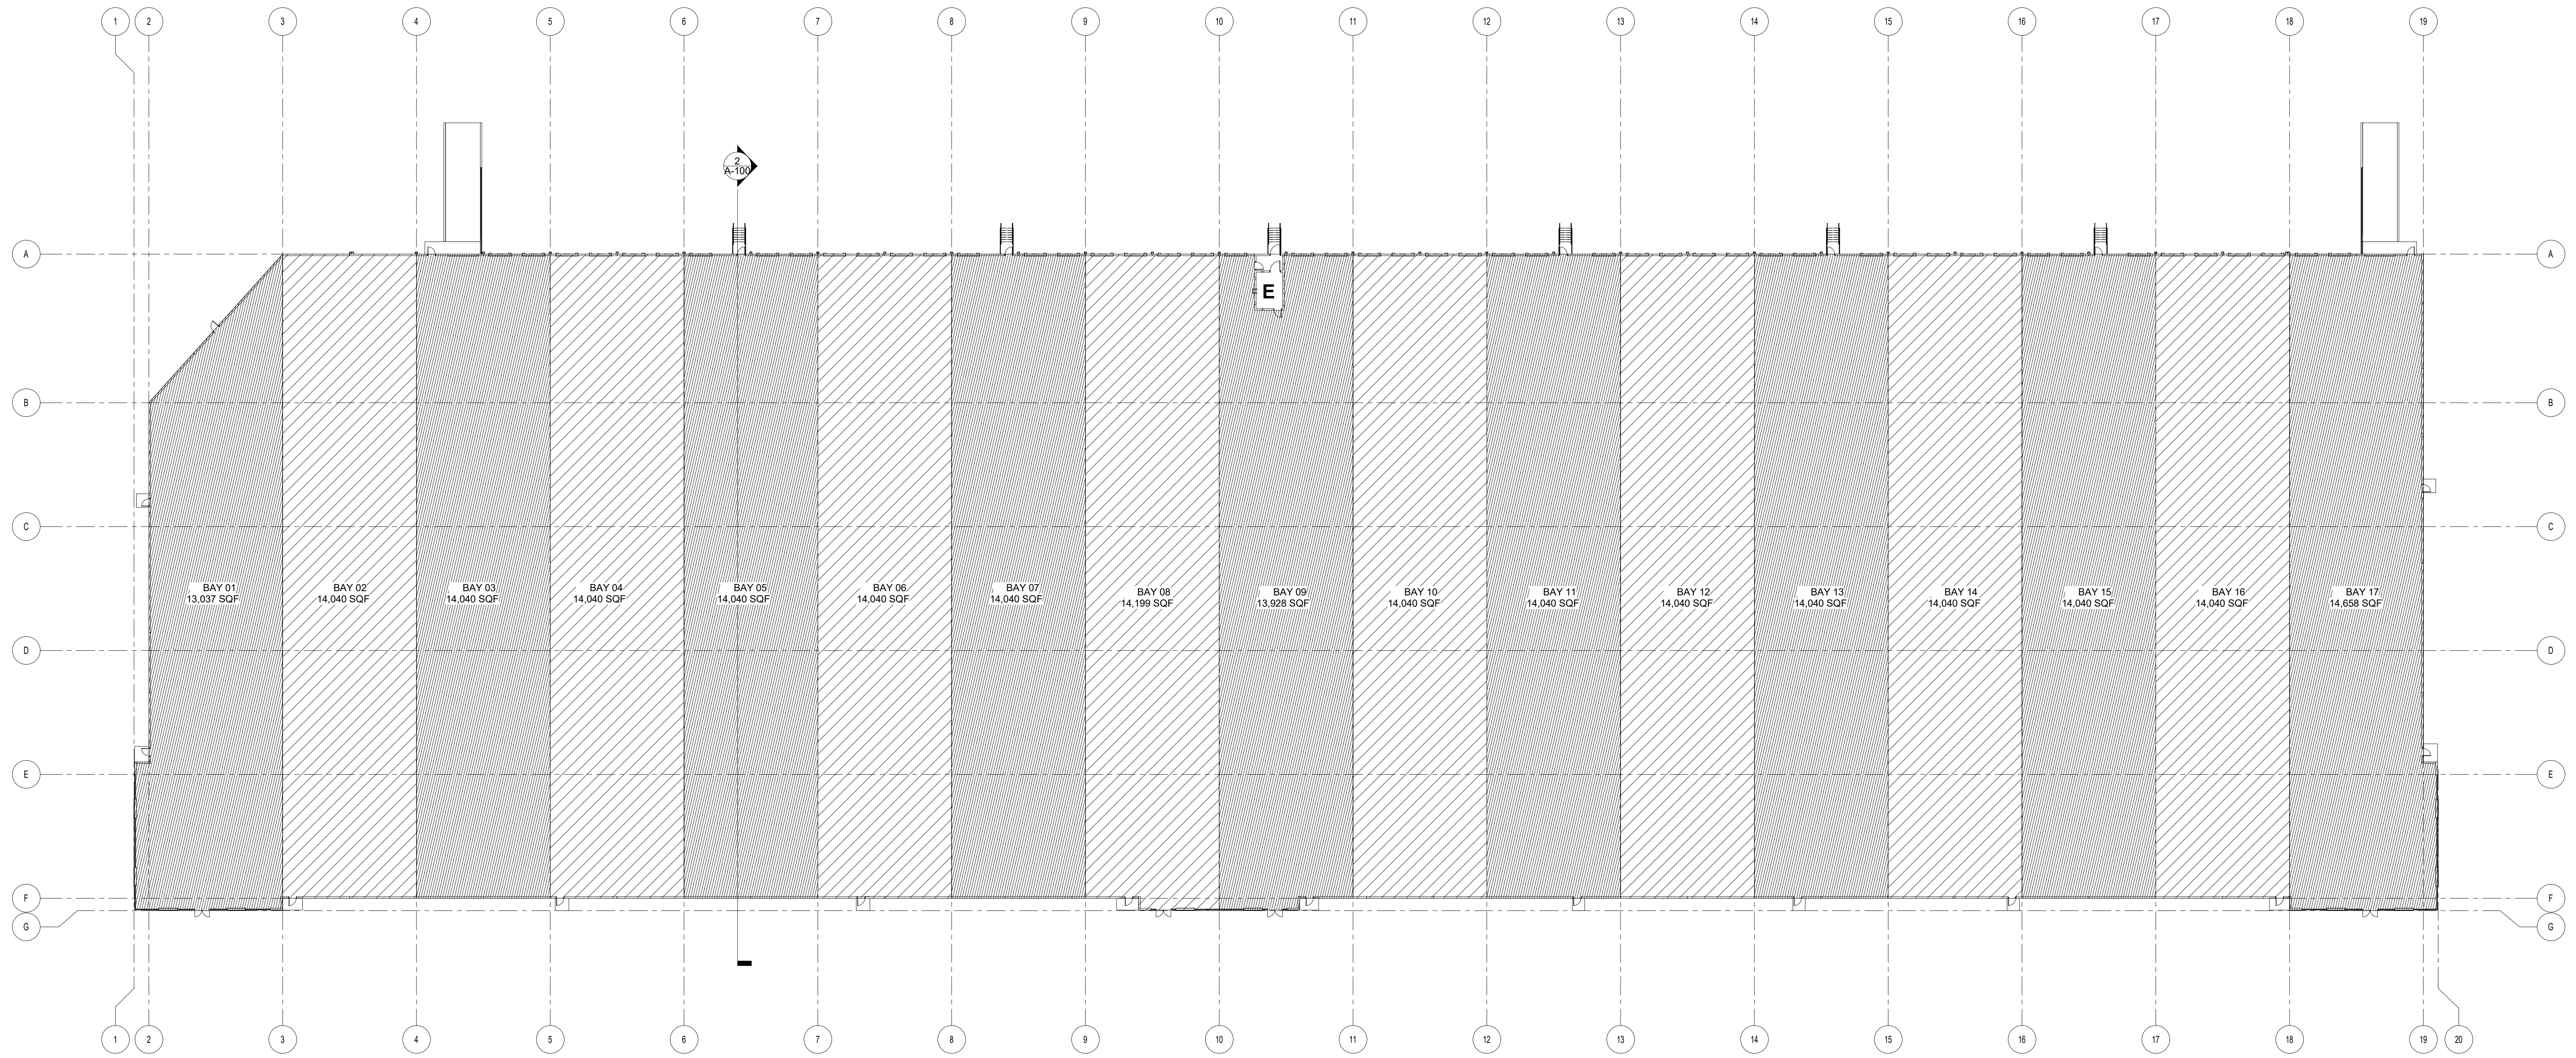 1 2 3 4 5 6 7 8 9 10 11 12 13 14 15 16 17 18 19
2
A-100
A A
E
B B
C C
BAY 01
13,037 SQF
BAY 02
14,040 SQF
BAY 03
14,040 SQF
BAY 04
14,040 SQF
BAY 05
14,040 SQF
BAY 06
14,040 SQF
BAY 07
14,040 SQF
BAY 08
14,199 SQF
BAY 09
13,928 SQF
BAY 10
14,040 SQF
BAY 11
14,040 SQF
BAY 12
14,040 SQF
BAY 13
14,040 SQF
BAY 14
14,040 SQF
BAY 15
14,040 SQF
BAY 16
14,040 SQF
BAY 17
14,658 SQF
D D
E E
F F
G G
1 2 3 4 5 6 7 8 9 10 11 12 13 14 15 16 17 18 19 20